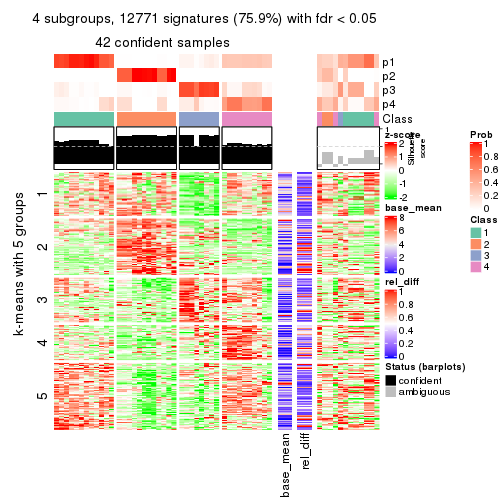 4 subgroups, 12771 signatures (75.9%) with fdr < 0.05
42 confident samples
p1
p2
p3
p4
Class
1
Silhouette
score
z-score
2
1
0
-1
-2
base_mean
8
6
4
2
0
rel_diff
1
0.8
0.6
0.4
0.2
0
Status (barplots)
confident
ambiguous
Prob
1
0.8
0.6
0.4
0.2
0
Class
1
2
3
4
k-means with 5 groups
1
2
3
4
5
base_mean
rel_diff